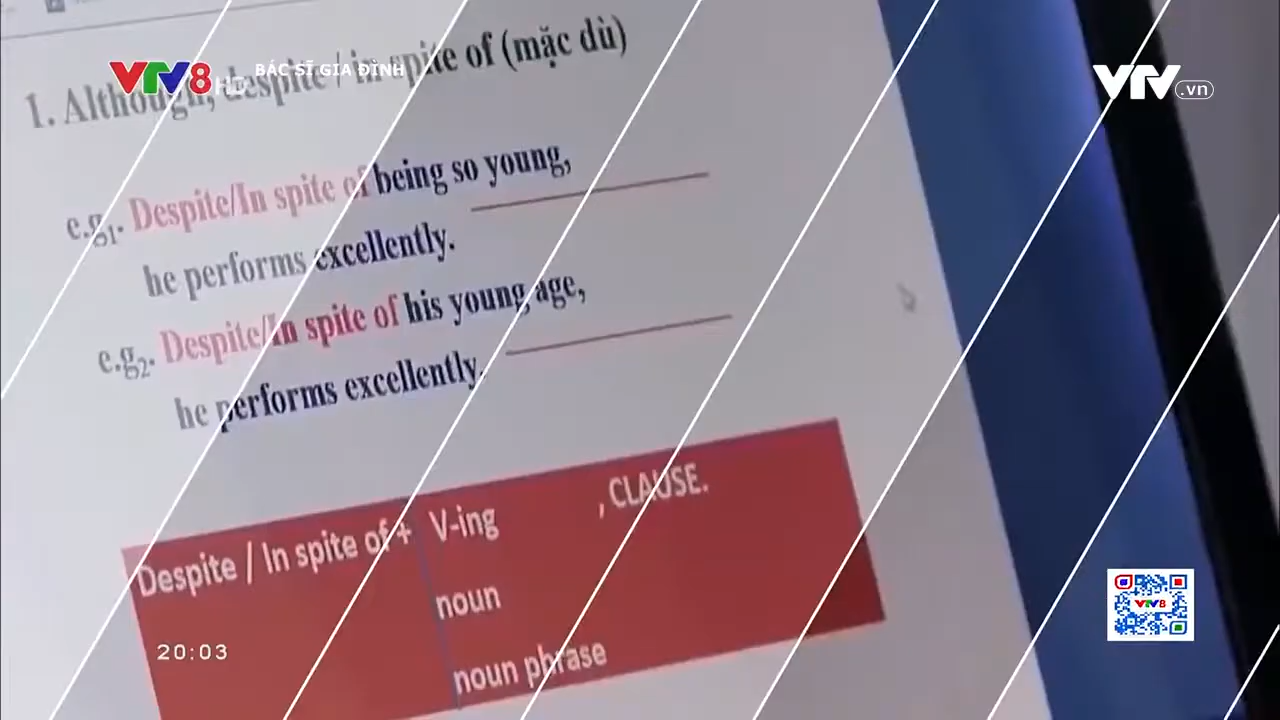 VTV8 HD
BÁC SĨ GIA ĐÌNH
VTV.vn
1. Although, despite / in spite of (mặc dù)
e.g1. Despite/In spite of being so young,
he performs excellently.
e.g2. Despite/In spite of his young age,
he performs excellently.
Despite / In spite of + V-ing , CLAUSE.
noun
noun phrase
VTV8
20:03